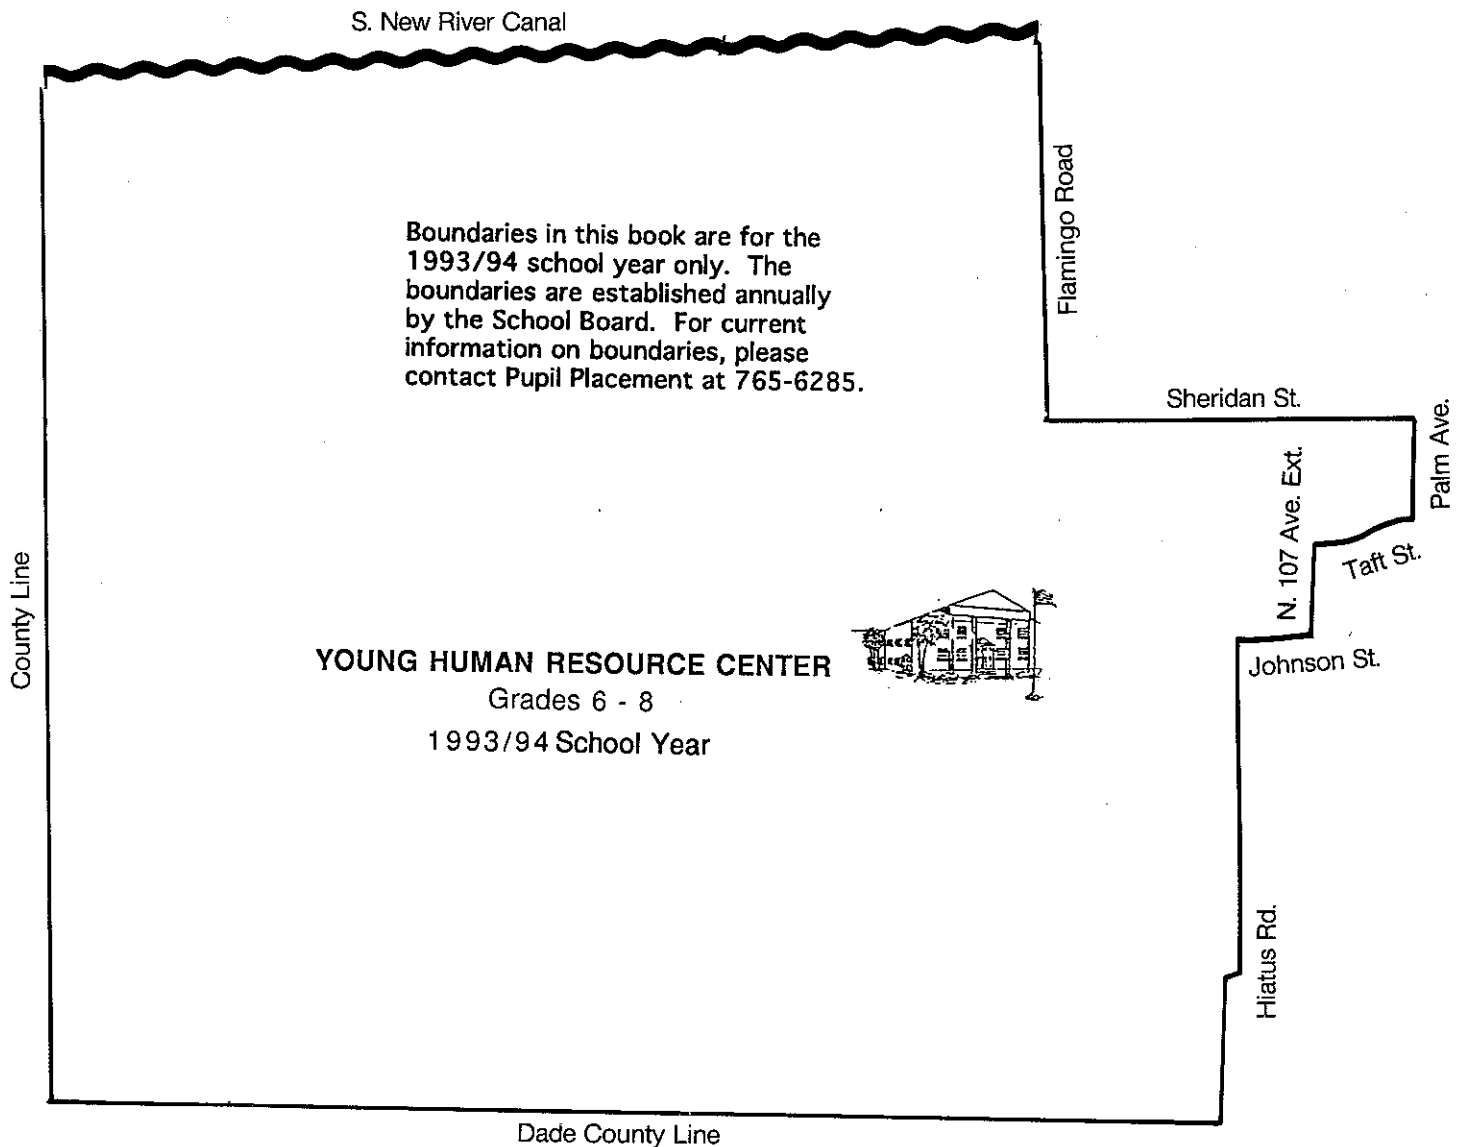 S. New River Canal
Flamingo Road
Boundaries in this book are for the
1993/94 school year only. The
boundaries are established annually
by the School Board. For current
information on boundaries, please
contact Pupil Placement at 765-6285.
Sheridan St.
Palm Ave.
N. 107 Ave. Ext.
Taft St.
County Line
YOUNG HUMAN RESOURCE CENTER
Grades 6 - 8
1993/94 School Year
Johnson St.
Hiatus Rd.
Dade County Line